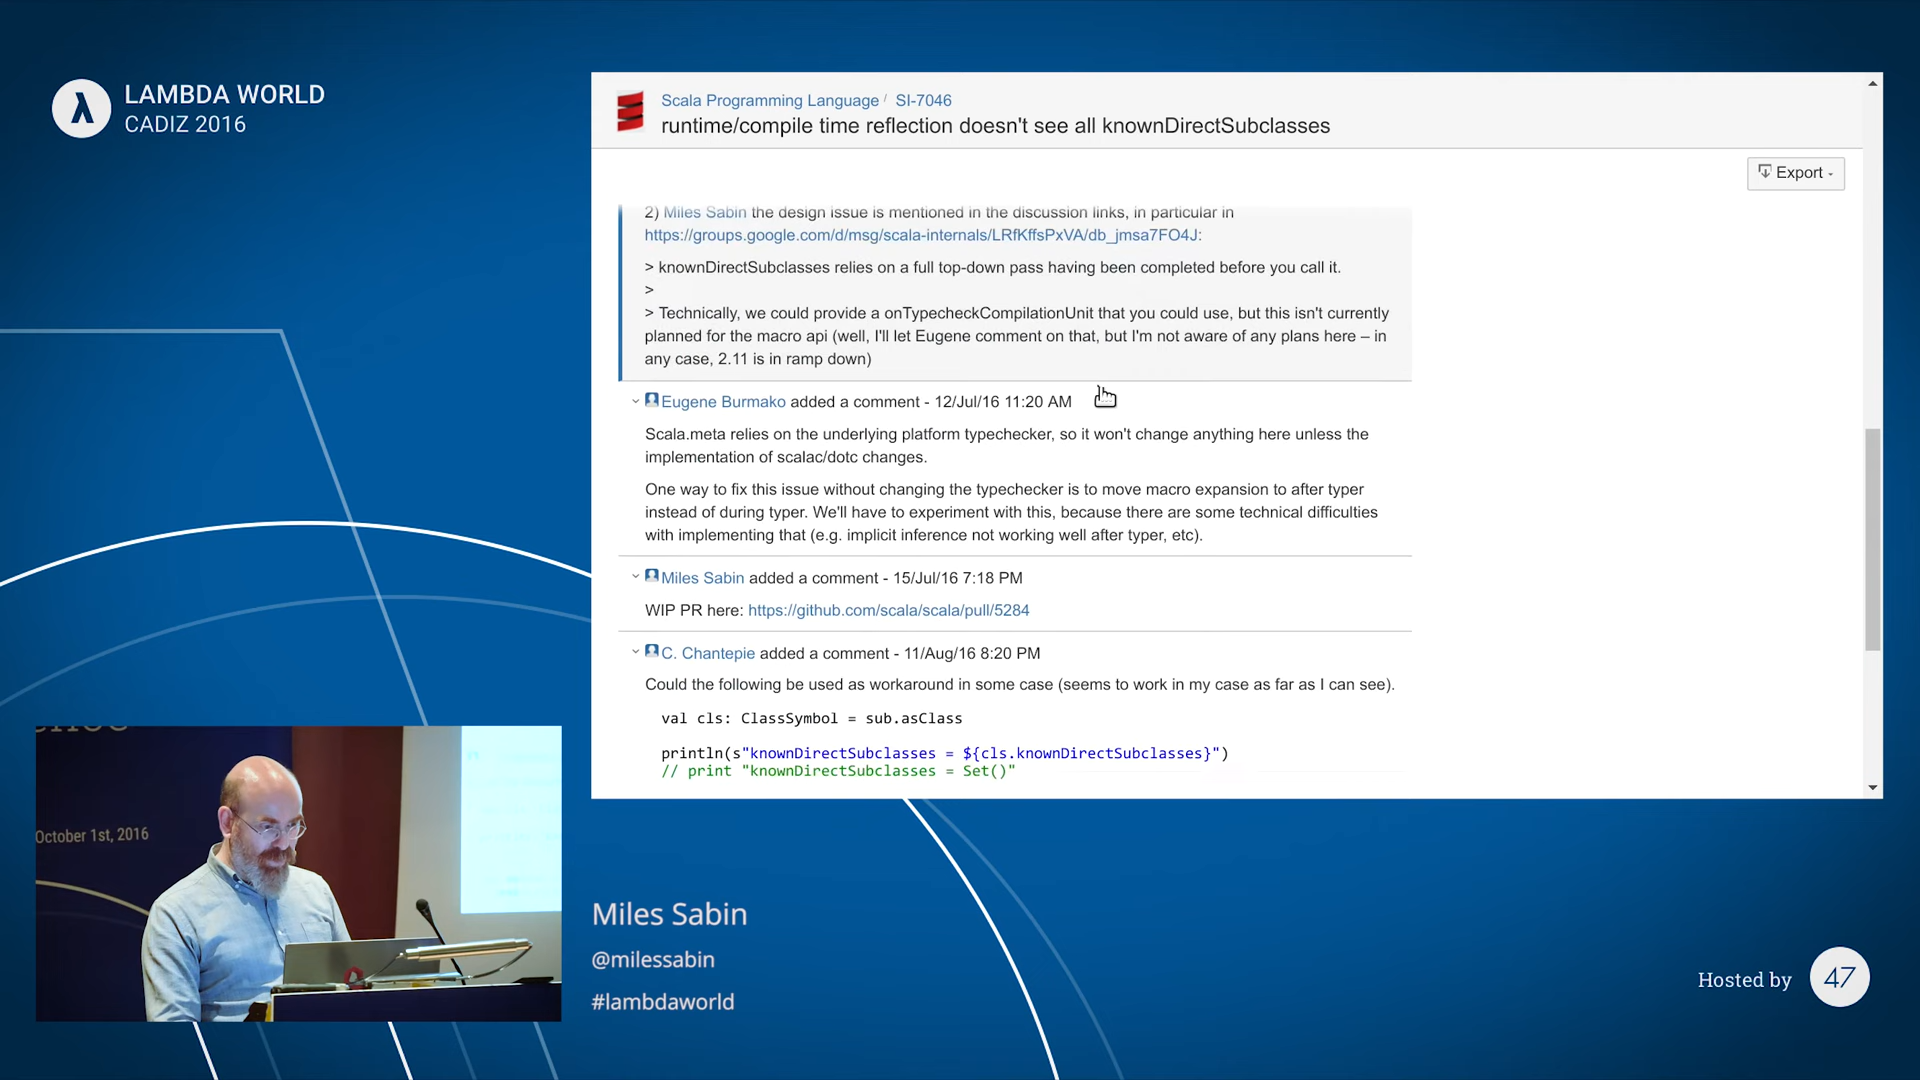 LAMBDA WORLD
CADIZ 2016
Scala Programming Language / SI-7046
runtime/compile time reflection doesn't see all knownDirectSubclasses
Export
2) Miles Sabin the design issue is mentioned in the discussion links, in particular in
https://groups.google.com/d/msg/scala-internals/LRfKffsPxVA/db_jmsa7FO4J:
> knownDirectSubclasses relies on a full top-down pass having been completed before you call it.
>
> Technically, we could provide a onTypecheckCompilationUnit that you could use, but this isn't currently
planned for the macro api (well, I'll let Eugene comment on that, but I'm not aware of any plans here – in
any case, 2.11 is in ramp down)
Eugene Burmako added a comment - 12/Jul/16 11:20 AM
Scala.meta relies on the underlying platform typechecker, so it won't change anything here unless the
implementation of scalac/dotc changes.
One way to fix this issue without changing the typechecker is to move macro expansion to after typer
instead of during typer. We'll have to experiment with this, because there are some technical difficulties
with implementing that (e.g. implicit inference not working well after typer, etc).
Miles Sabin added a comment - 15/Jul/16 7:18 PM
WIP PR here: https://github.com/scala/scala/pull/5284
C. Chantepie added a comment - 11/Aug/16 8:20 PM
Could the following be used as workaround in some case (seems to work in my case as far as I can see).
val cls: ClassSymbol = sub.asClass
println(s"knownDirectSubclasses = ${cls.knownDirectSubclasses}")
// print "knownDirectSubclasses = Set()"
October 1st, 2016
Miles Sabin
@milessabin
#lambdaworld
Hosted by 47